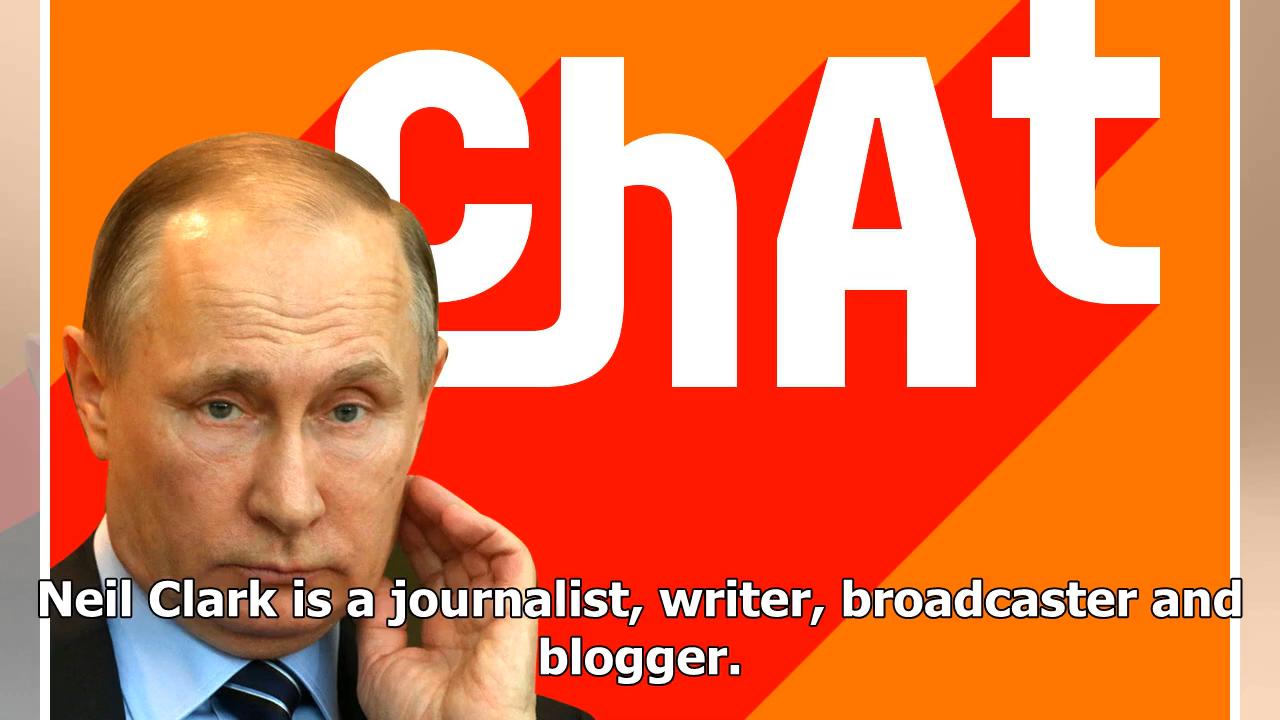 chAt
Neil Clark is a journalist, writer, broadcaster and
blogger.